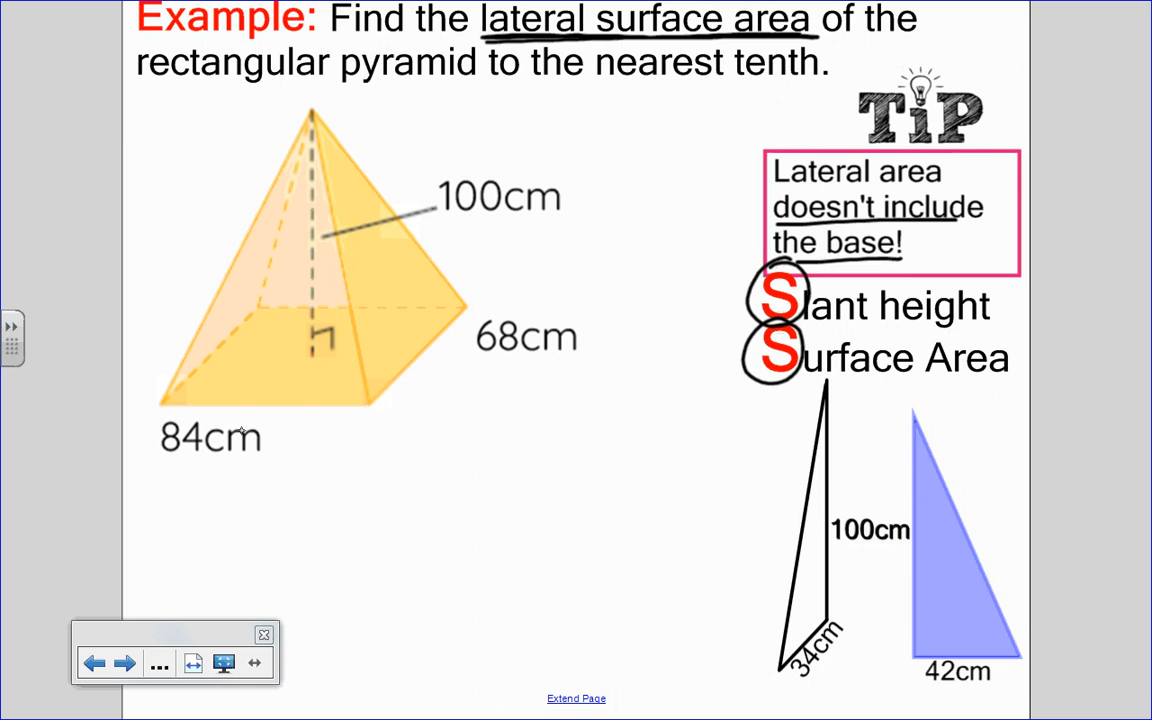 Example: Find the lateral surface area of the
rectangular pyramid to the nearest tenth.
TiP
Lateral area
doesn't include
the base!
100cm
68cm
84cm
Slant height
Surface Area
100cm
34cm
42cm
...
Extend Page